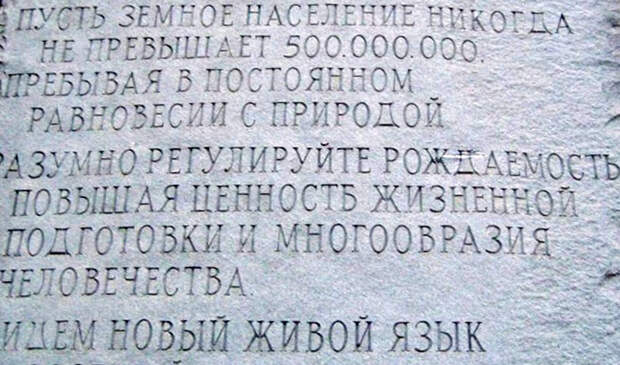 ПУСТЬ ЗЕМНОЕ НАСЕЛЕНИЕ НИКОГДА
НЕ ПРЕВЫШАЕТ 500.000.000.
ПРЕБЫВАЯ В ПОСТОЯННОМ
РАВНОВЕСИИ С ПРИРОДОЙ
РАЗУМНО РЕГУЛИРУЙТЕ РОЖДАЕМОСТЬ
ПОВЫШАЯ ЦЕННОСТЬ ЖИЗНЕННОЙ
ПОДГОТОВКИ И МНОГООВРАЗИЯ
ЧЕЛОВЕЧЕСТВА.
НОВЫЙ ЖИВОЙ ЯЗЫК